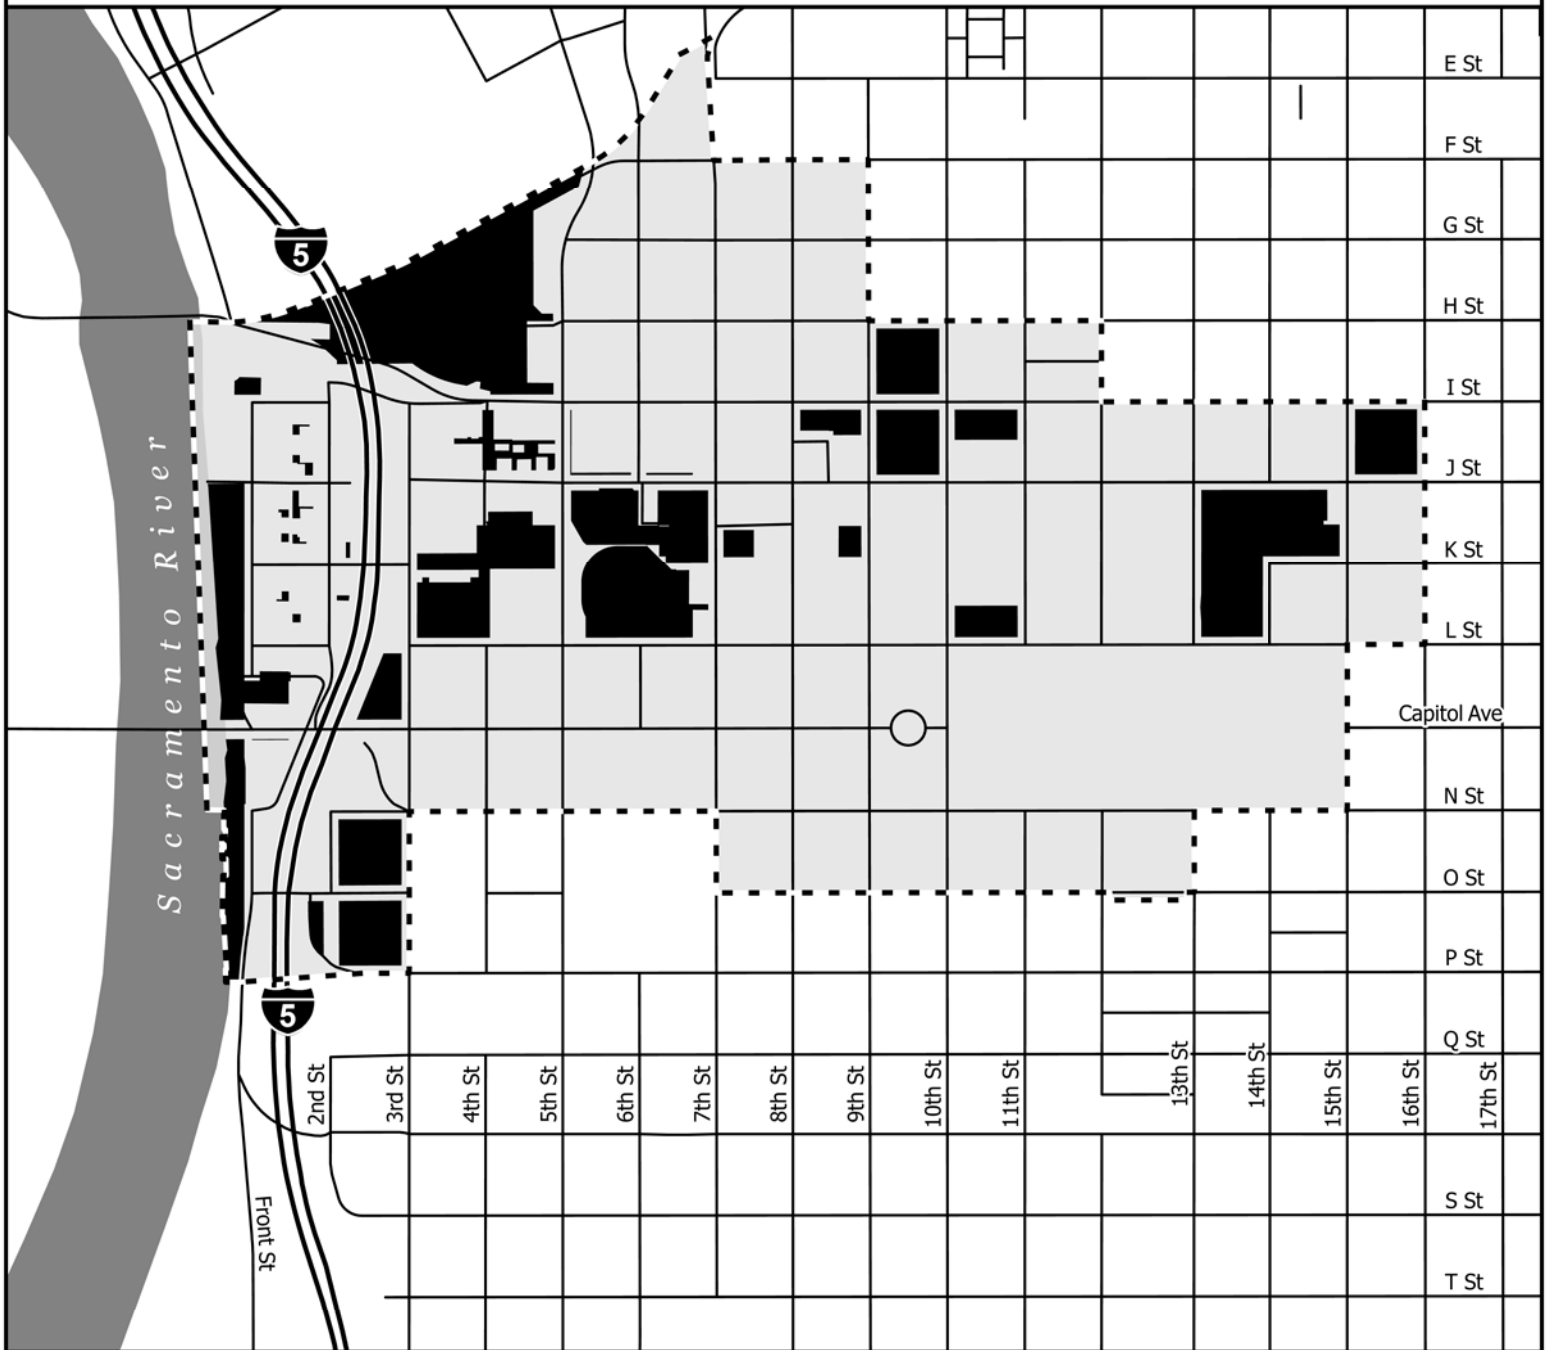 E St
F St
G St
5
H St
I St
J St
Sacramento River
K St
L St
Capitol Ave
N St
O St
P St
5
Q St
2nd St
3rd St
4th St
5th St
6th St
7th St
8th St
9th St
10th St
11th St
13th St
14th St
15th St
16th St
17th St
Front St
S St
T St